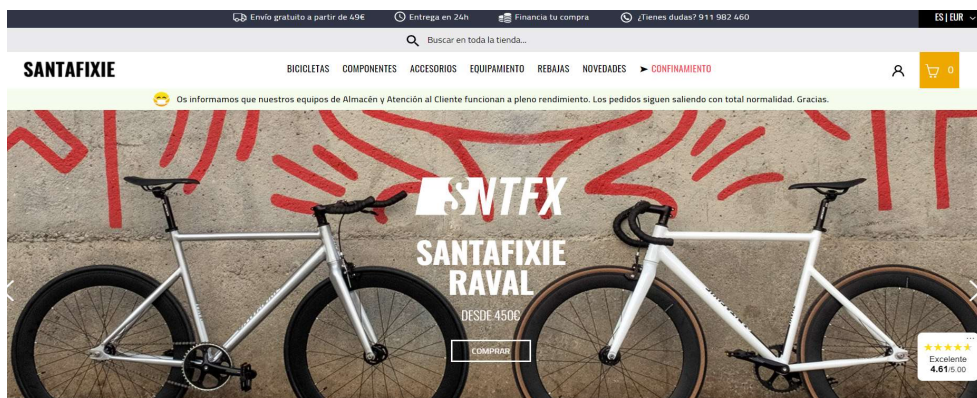 Envío gratuito a partir de 49€ Entrega en 24h Financia tu compra ¿Tienes dudas? 911 982 460 ES | EUR
Buscar en toda la tienda...
SANTAFIXIE BICICLETAS COMPONENTES ACCESORIOS EQUIPAMIENTO REBAJAS NOVEDADES ➤ CONFINAMIENTO 0
Os informamos que nuestros equipos de Almacén y Atención al Cliente funcionan a pleno rendimiento. Los pedidos siguen saliendo con total normalidad. Gracias.
SNTFX
SANTAFIXIE
RAVAL
DESDE 450€
COMPRAR
Excelente
4.61/5.00